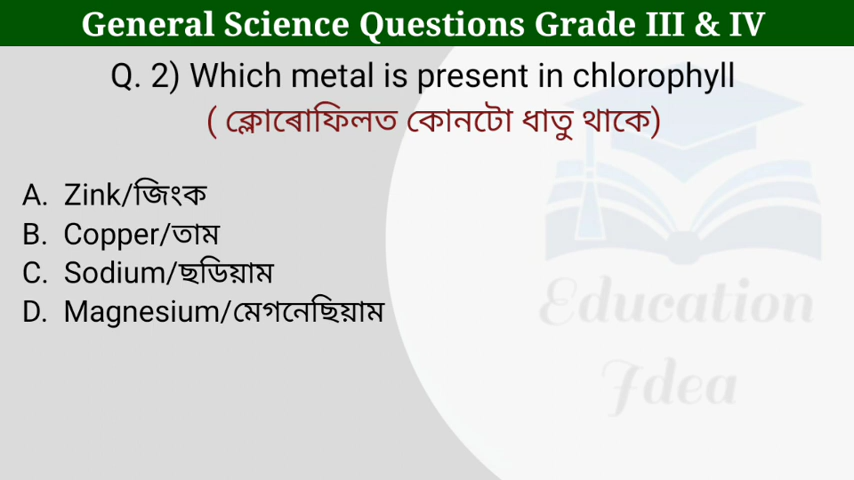 General Science Questions Grade III & IV
Q. 2) Which metal is present in chlorophyll
( ক্লোৰোফিলত কোনটো ধাতু থাকে)
A. Zink/জিংক
B. Copper/তাম
C. Sodium/ছডিয়াম
D. Magnesium/মেগনেছিয়াম
Education
Idea